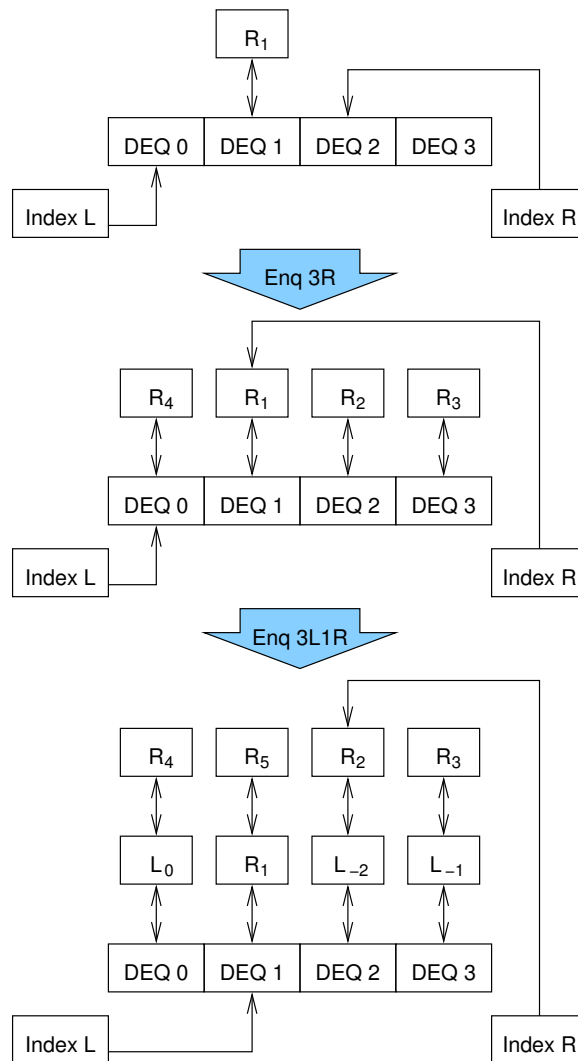 R₁
DEQ 0 DEQ 1 DEQ 2 DEQ 3
Index L Index R
Enq 3R
R₄ R₁ R₂ R₃
DEQ 0 DEQ 1 DEQ 2 DEQ 3
Index L Index R
Enq 3L1R
R₄ R₅ R₂ R₃
L₀ R₁ L₋₂ L₋₁
DEQ 0 DEQ 1 DEQ 2 DEQ 3
Index L Index R